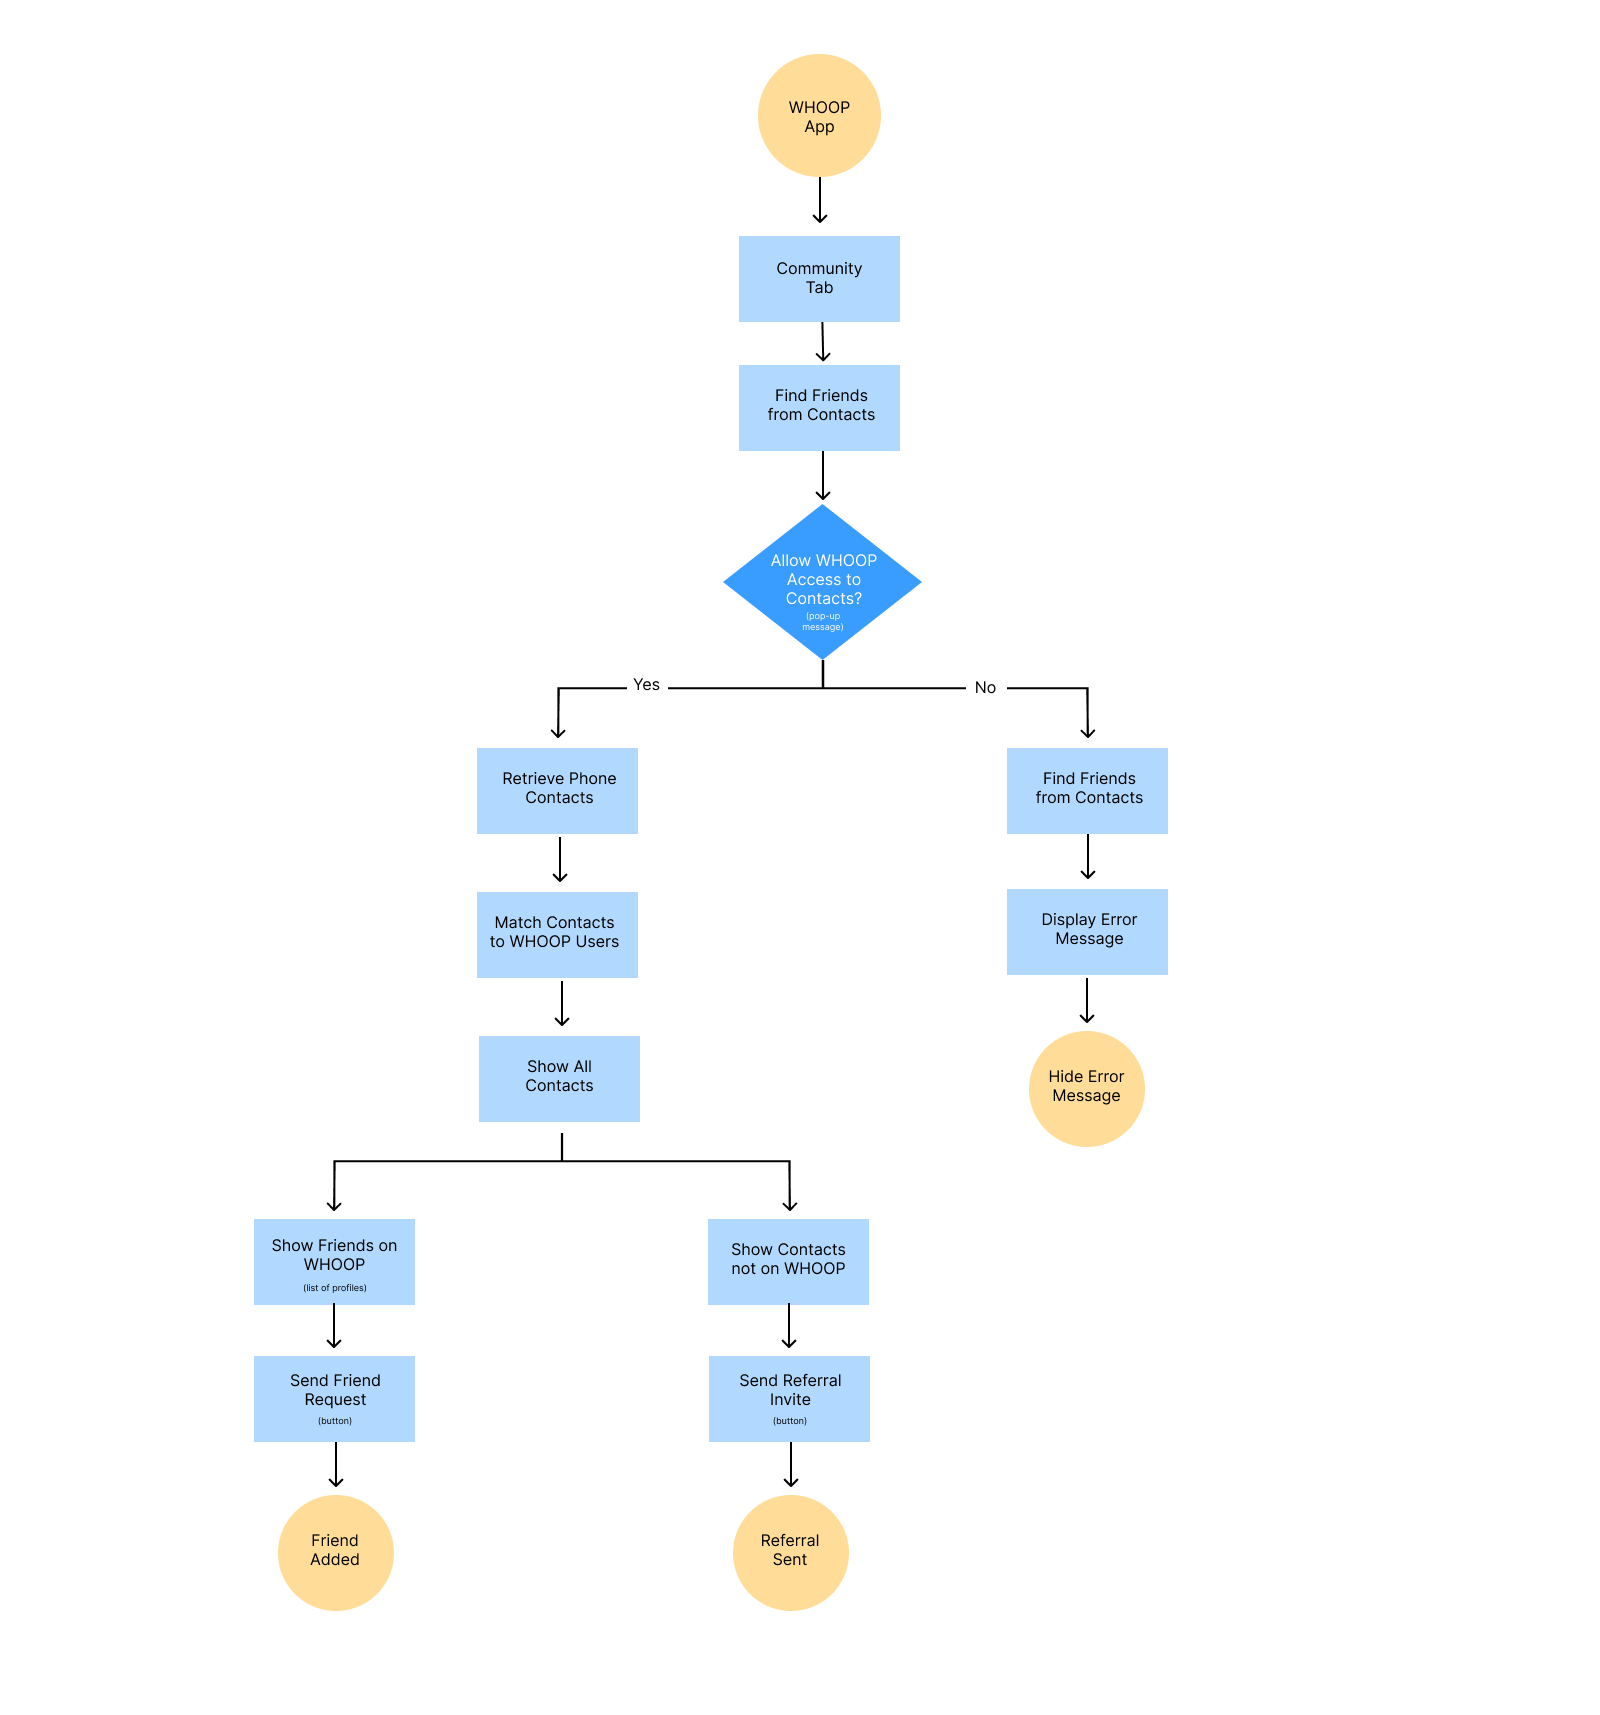 WHOOP
App
Community
Tab
Find Friends
from Contacts
Allow WHOOP
Access to
Contacts?
(pop-up
message)
Yes
No
Retrieve Phone
Contacts
Find Friends
from Contacts
Match Contacts
to WHOOP Users
Display Error
Message
Show All
Contacts
Hide Error
Message
Show Friends on
WHOOP
(list of profiles)
Show Contacts
not on WHOOP
Send Friend
Request
(button)
Send Referral
Invite
(button)
Friend
Added
Referral
Sent